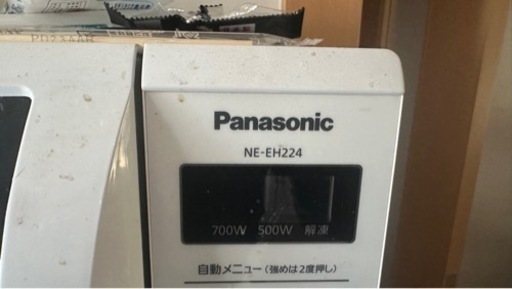 Panasonic
NE-EH224
700W 500W 解凍
自動メニュー(強めは2度押し)